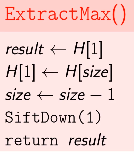 ExtractMax()
result ← H[1]
H[1] ← H[size]
size ← size − 1
SiftDown(1)
return result